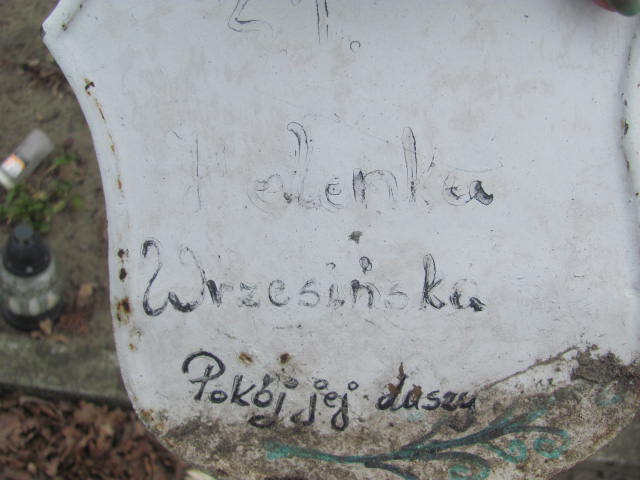 Helenka
Wrzesińska
Pokój jej duszy